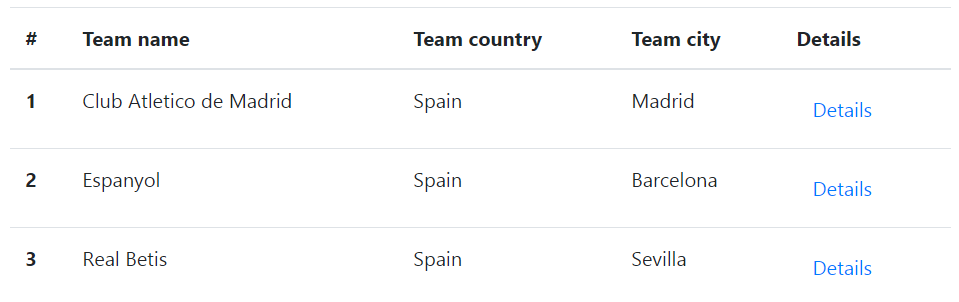 # Team name Team country Team city Details
1 Club Atletico de Madrid Spain Madrid Details
2 Espanyol Spain Barcelona Details
3 Real Betis Spain Sevilla Details